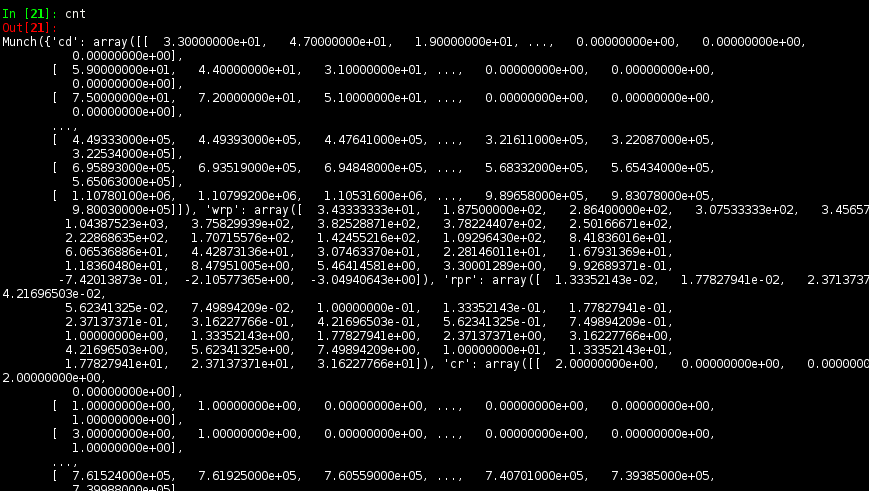 In [21]: cnt
Out[21]:
Munch({'cd': array([[  3.30000000e+01,   4.70000000e+01,   1.90000000e+01, ...,   0.00000000e+00,   0.00000000e+00,
          0.00000000e+00],
       [  5.90000000e+01,   4.40000000e+01,   3.10000000e+01, ...,   0.00000000e+00,   0.00000000e+00,
          0.00000000e+00],
       [  7.50000000e+01,   7.20000000e+01,   5.10000000e+01, ...,   0.00000000e+00,   0.00000000e+00,
          0.00000000e+00],
       ...,
       [  4.49333000e+05,   4.49393000e+05,   4.47641000e+05, ...,   3.21611000e+05,   3.22087000e+05,
          3.22534000e+05],
       [  6.95893000e+05,   6.93519000e+05,   6.94848000e+05, ...,   5.68332000e+05,   5.65434000e+05,
          5.65063000e+05],
       [  1.10780100e+06,   1.10799200e+06,   1.10531600e+06, ...,   9.89658000e+05,   9.83078000e+05,
          9.80030000e+05]]), 'wrp': array([  3.43333333e+01,   1.87500000e+02,   2.86400000e+02,   3.07533333e+02,   3.45657
         1.04387523e+03,   3.75829939e+02,   3.82528871e+02,   3.78224407e+02,   2.50166671e+02,
         2.22868635e+02,   1.70715576e+02,   1.42455216e+02,   1.09296430e+02,   8.41836016e+01,
         6.06536886e+01,   4.42873136e+01,   3.07463370e+01,   2.28146011e+01,   1.67931369e+01,
         1.18360480e+01,   8.47951005e+00,   5.46414581e+00,   3.30001289e+00,   9.92689371e-01,
        -7.42013873e-01,  -2.10577365e+00,  -3.04940643e+00]), 'rpr': array([  1.33352143e-02,   1.77827941e-02,   2.3713737
4.21696503e-02,
         5.62341325e-02,   7.49894209e-02,   1.00000000e-01,   1.33352143e-01,   1.77827941e-01,
         2.37137371e-01,   3.16227766e-01,   4.21696503e-01,   5.62341325e-01,   7.49894209e-01,
         1.00000000e+00,   1.33352143e+00,   1.77827941e+00,   2.37137371e+00,   3.16227766e+00,
         4.21696503e+00,   5.62341325e+00,   7.49894209e+00,   1.00000000e+01,   1.33352143e+01,
         1.77827941e+01,   2.37137371e+01,   3.16227766e+01]), 'cr': array([[  2.00000000e+00,   0.00000000e+00,   0.0000000
2.00000000e+00,
          0.00000000e+00],
       [  1.00000000e+00,   1.00000000e+00,   0.00000000e+00, ...,   0.00000000e+00,   0.00000000e+00,
          1.00000000e+00],
       [  3.00000000e+00,   1.00000000e+00,   0.00000000e+00, ...,   0.00000000e+00,   0.00000000e+00,
          1.00000000e+00],
       ...,
       [  7.61524000e+05,   7.61925000e+05,   7.60559000e+05, ...,   7.40701000e+05,   7.39385000e+05,
          7.39988000e+05]